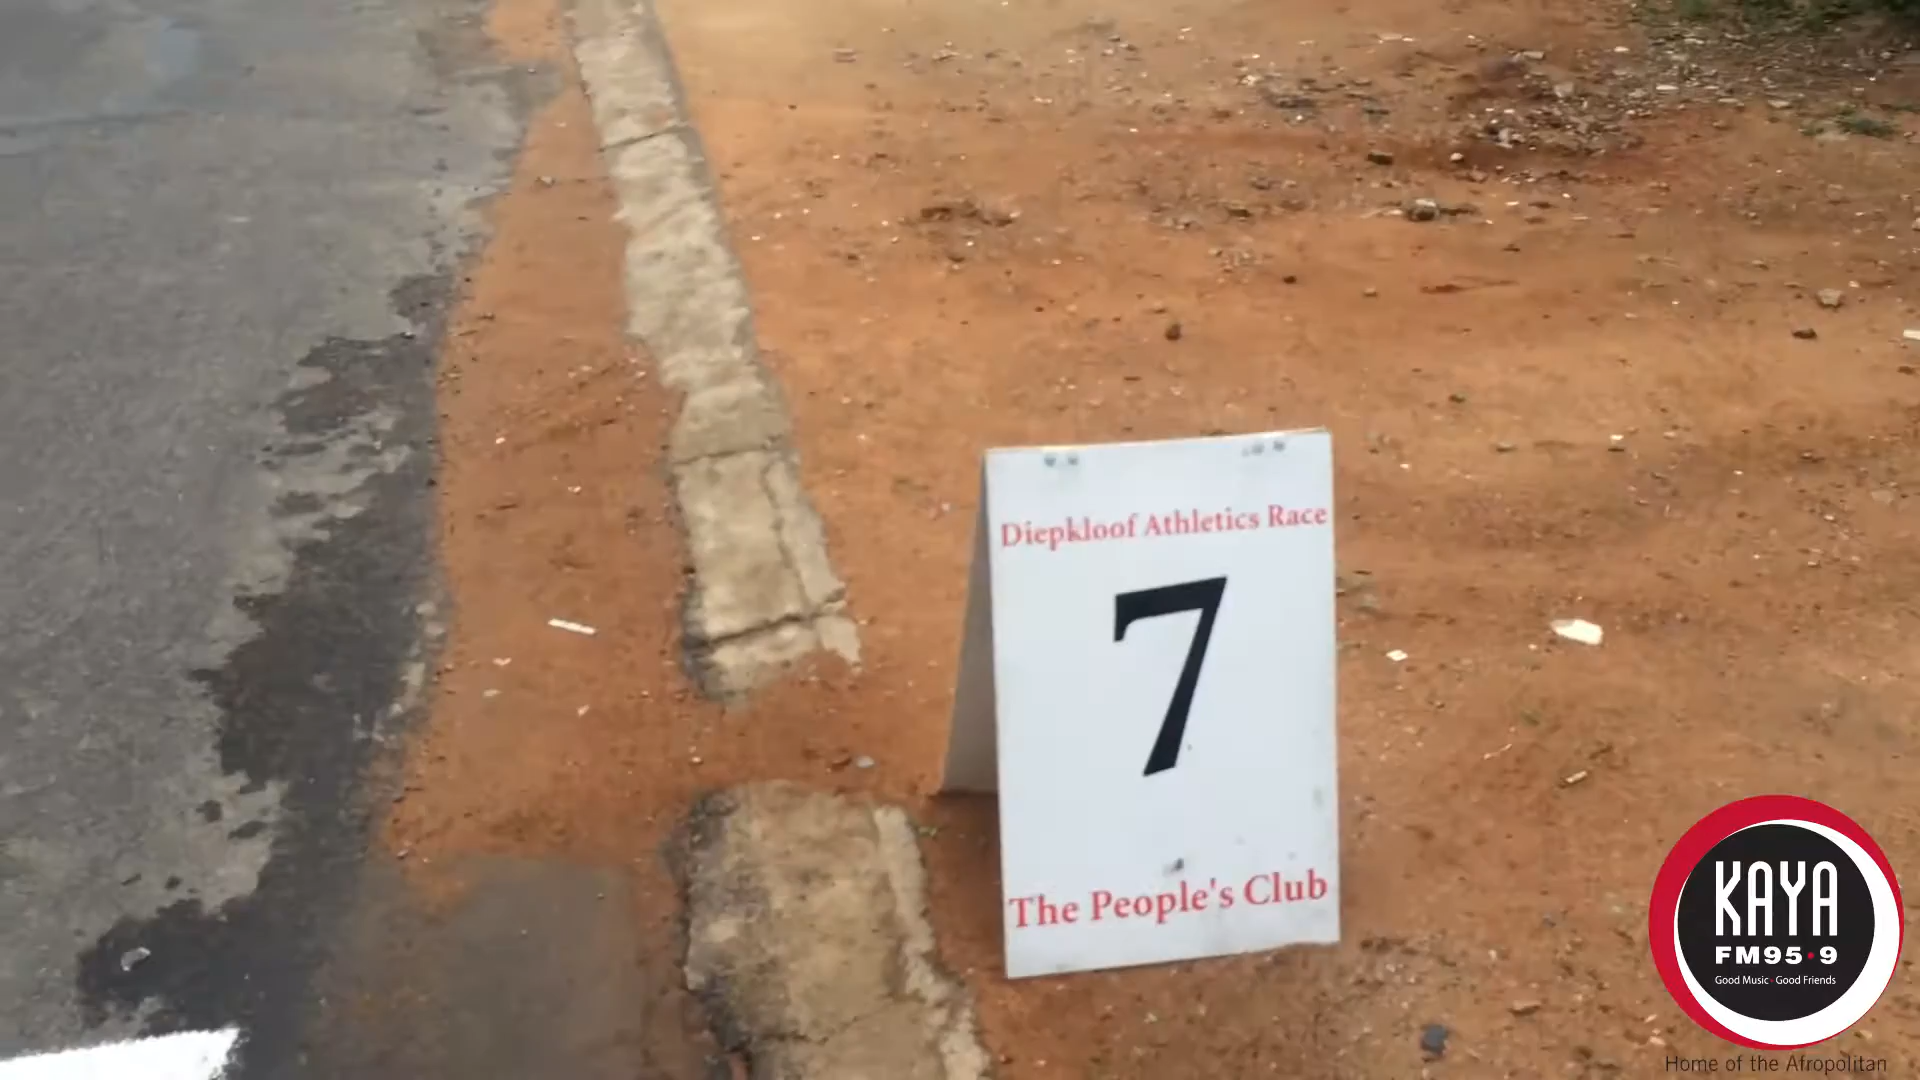 Diepkloof Athletics Race
7
The People's Club
KAYA
FM95•9
Good Music • Good Friends
Home of the Afropolitan